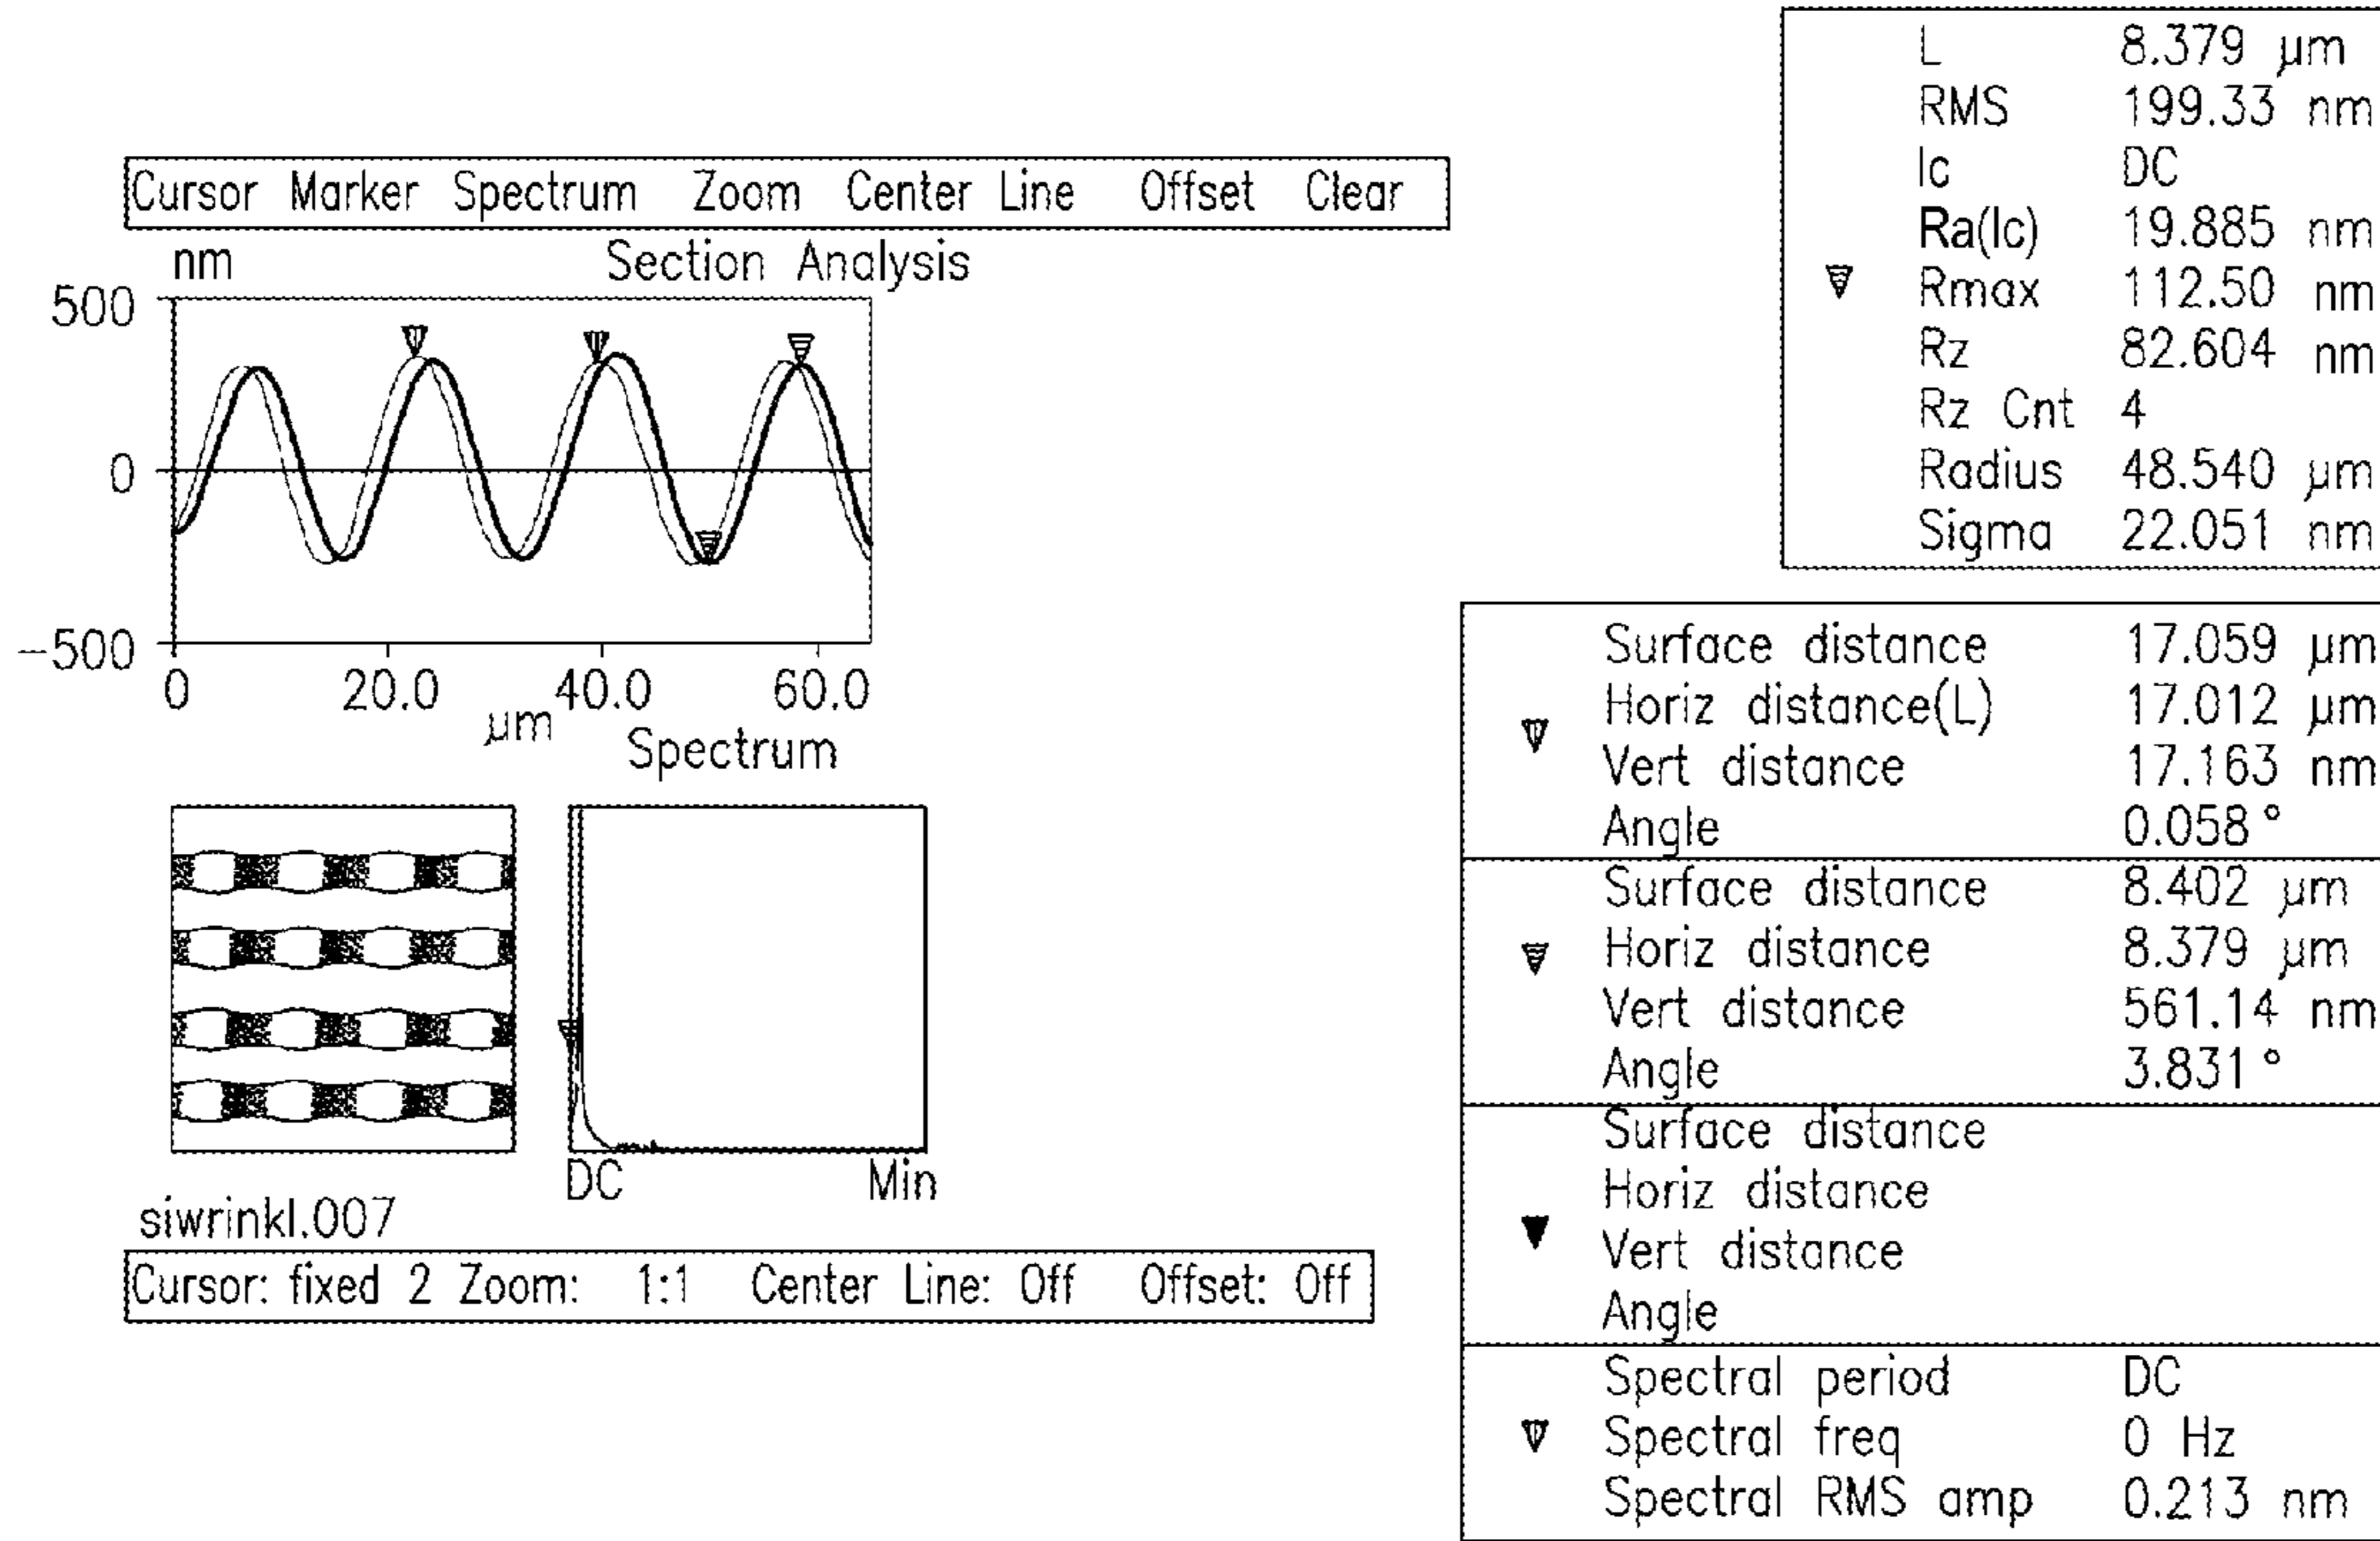 L 8.379 μm
RMS 199.33 nm
lc DC
Ra(lc) 19.885 nm
Rmax 112.50 nm
Rz 82.604 nm
Rz Cnt 4
Radius 48.540 μm
Sigma 22.051 nm
Cursor Marker Spectrum Zoom Center Line Offset Clear
nm Section Analysis
500
0
-500
0 20.0 40.0 60.0
μm
Spectrum
DC Min
siwrinkl.007
Cursor: fixed 2 Zoom: 1:1 Center Line: Off Offset: Off
Surface distance 17.059 μm
Horiz distance(L) 17.012 μm
Vert distance 17.163 nm
Angle 0.058°
Surface distance 8.402 μm
Horiz distance 8.379 μm
Vert distance 561.14 nm
Angle 3.831°
Surface distance
Horiz distance
Vert distance
Angle
Spectral period DC
Spectral freq 0 Hz
Spectral RMS amp 0.213 nm